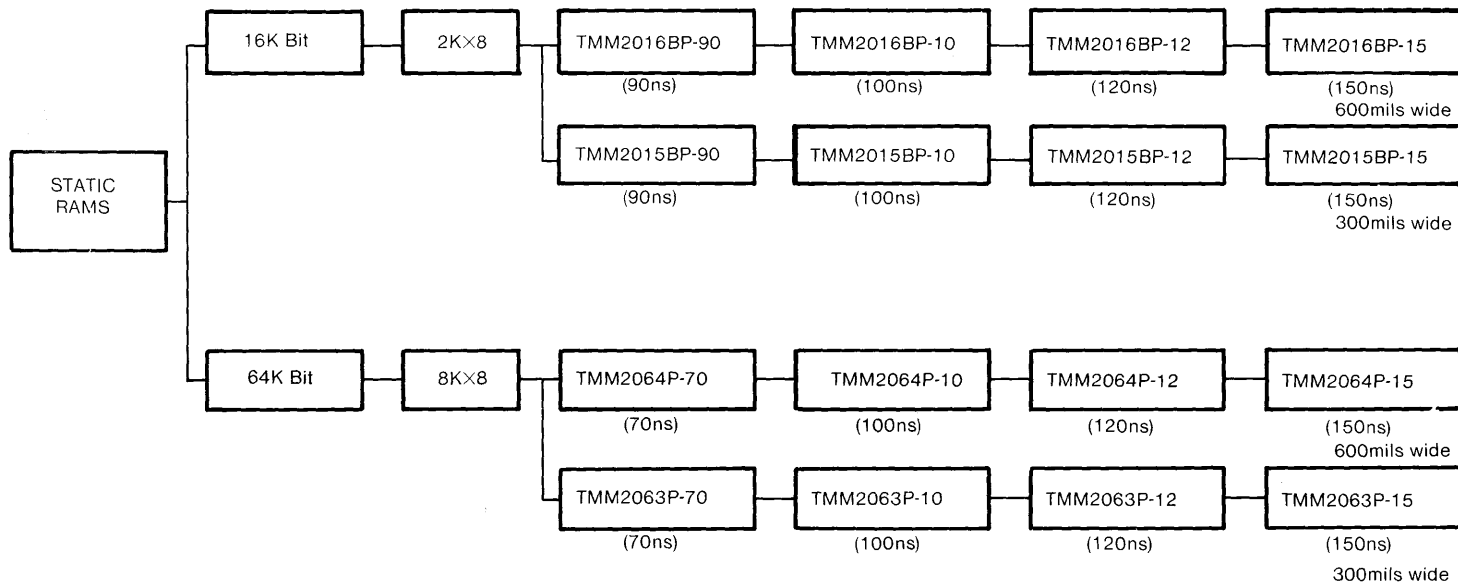 16K Bit
2K×8
TMM2016BP-90
TMM2016BP-10
TMM2016BP-12
TMM2016BP-15
(90ns)
(100ns)
(120ns)
(150ns)
600mils wide
TMM2015BP-90
TMM2015BP-10
TMM2015BP-12
TMM2015BP-15
(90ns)
(100ns)
(120ns)
(150ns)
300mils wide
STATIC
RAMS
64K Bit
8K×8
TMM2064P-70
TMM2064P-10
TMM2064P-12
TMM2064P-15
(70ns)
(100ns)
(120ns)
(150ns)
600mils wide
TMM2063P-70
TMM2063P-10
TMM2063P-12
TMM2063P-15
(70ns)
(100ns)
(120ns)
(150ns)
300mils wide